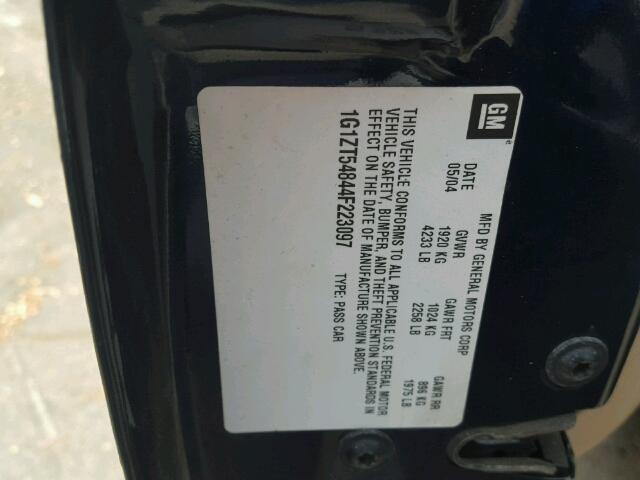 GM
MFD BY GENERAL MOTORS CORP
DATE GVWR GAWR FRT GAWR RR
05/04 1920 KG 1024 KG 896 KG
4233 LB 2258 LB 1975 LB
THIS VEHICLE CONFORMS TO ALL APPLICABLE U.S. FEDERAL MOTOR
VEHICLE SAFETY, BUMPER, AND THEFT PREVENTION STANDARDS IN
EFFECT ON THE DATE OF MANUFACTURE SHOWN ABOVE.
1G1ZT54844F223097 TYPE: PASS CAR